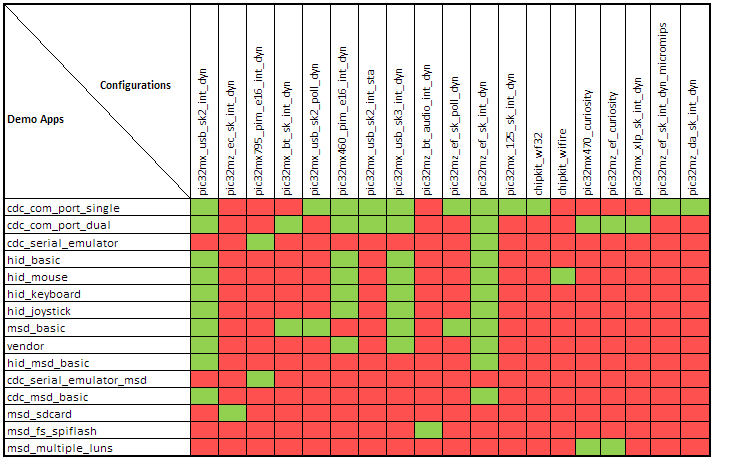 Configurations
Demo Apps
pic32mx_usb_sk2_int_dyn
pic32mz_ec_sk_int_dyn
pic32mx795_pim_e16_int_dyn
pic32mx_bt_sk_int_dyn
pic32mx_usb_sk2_poll_dyn
pic32mx460_pim_e16_int_dyn
pic32mx_usb_sk2_int_sta
pic32mx_usb_sk3_int_dyn
pic32mz_bt_audio_int_dyn
pic32mz_ef_sk_poll_dyn
pic32mz_ef_sk_int_dyn
pic32mx_125_sk_int_dyn
chipkit_wf32
chipkit_wifire
pic32mx470_curiosity
pic32mz_ef_curiosity
pic32mx_xlp_sk_int_dyn
pic32mz_ef_sk_int_dyn_micromips
pic32mz_da_sk_int_dyn
cdc_com_port_single
cdc_com_port_dual
cdc_serial_emulator
hid_basic
hid_mouse
hid_keyboard
hid_joystick
msd_basic
vendor
hid_msd_basic
cdc_serial_emulator_msd
cdc_msd_basic
msd_sdcard
msd_fs_spiflash
msd_multiple_luns